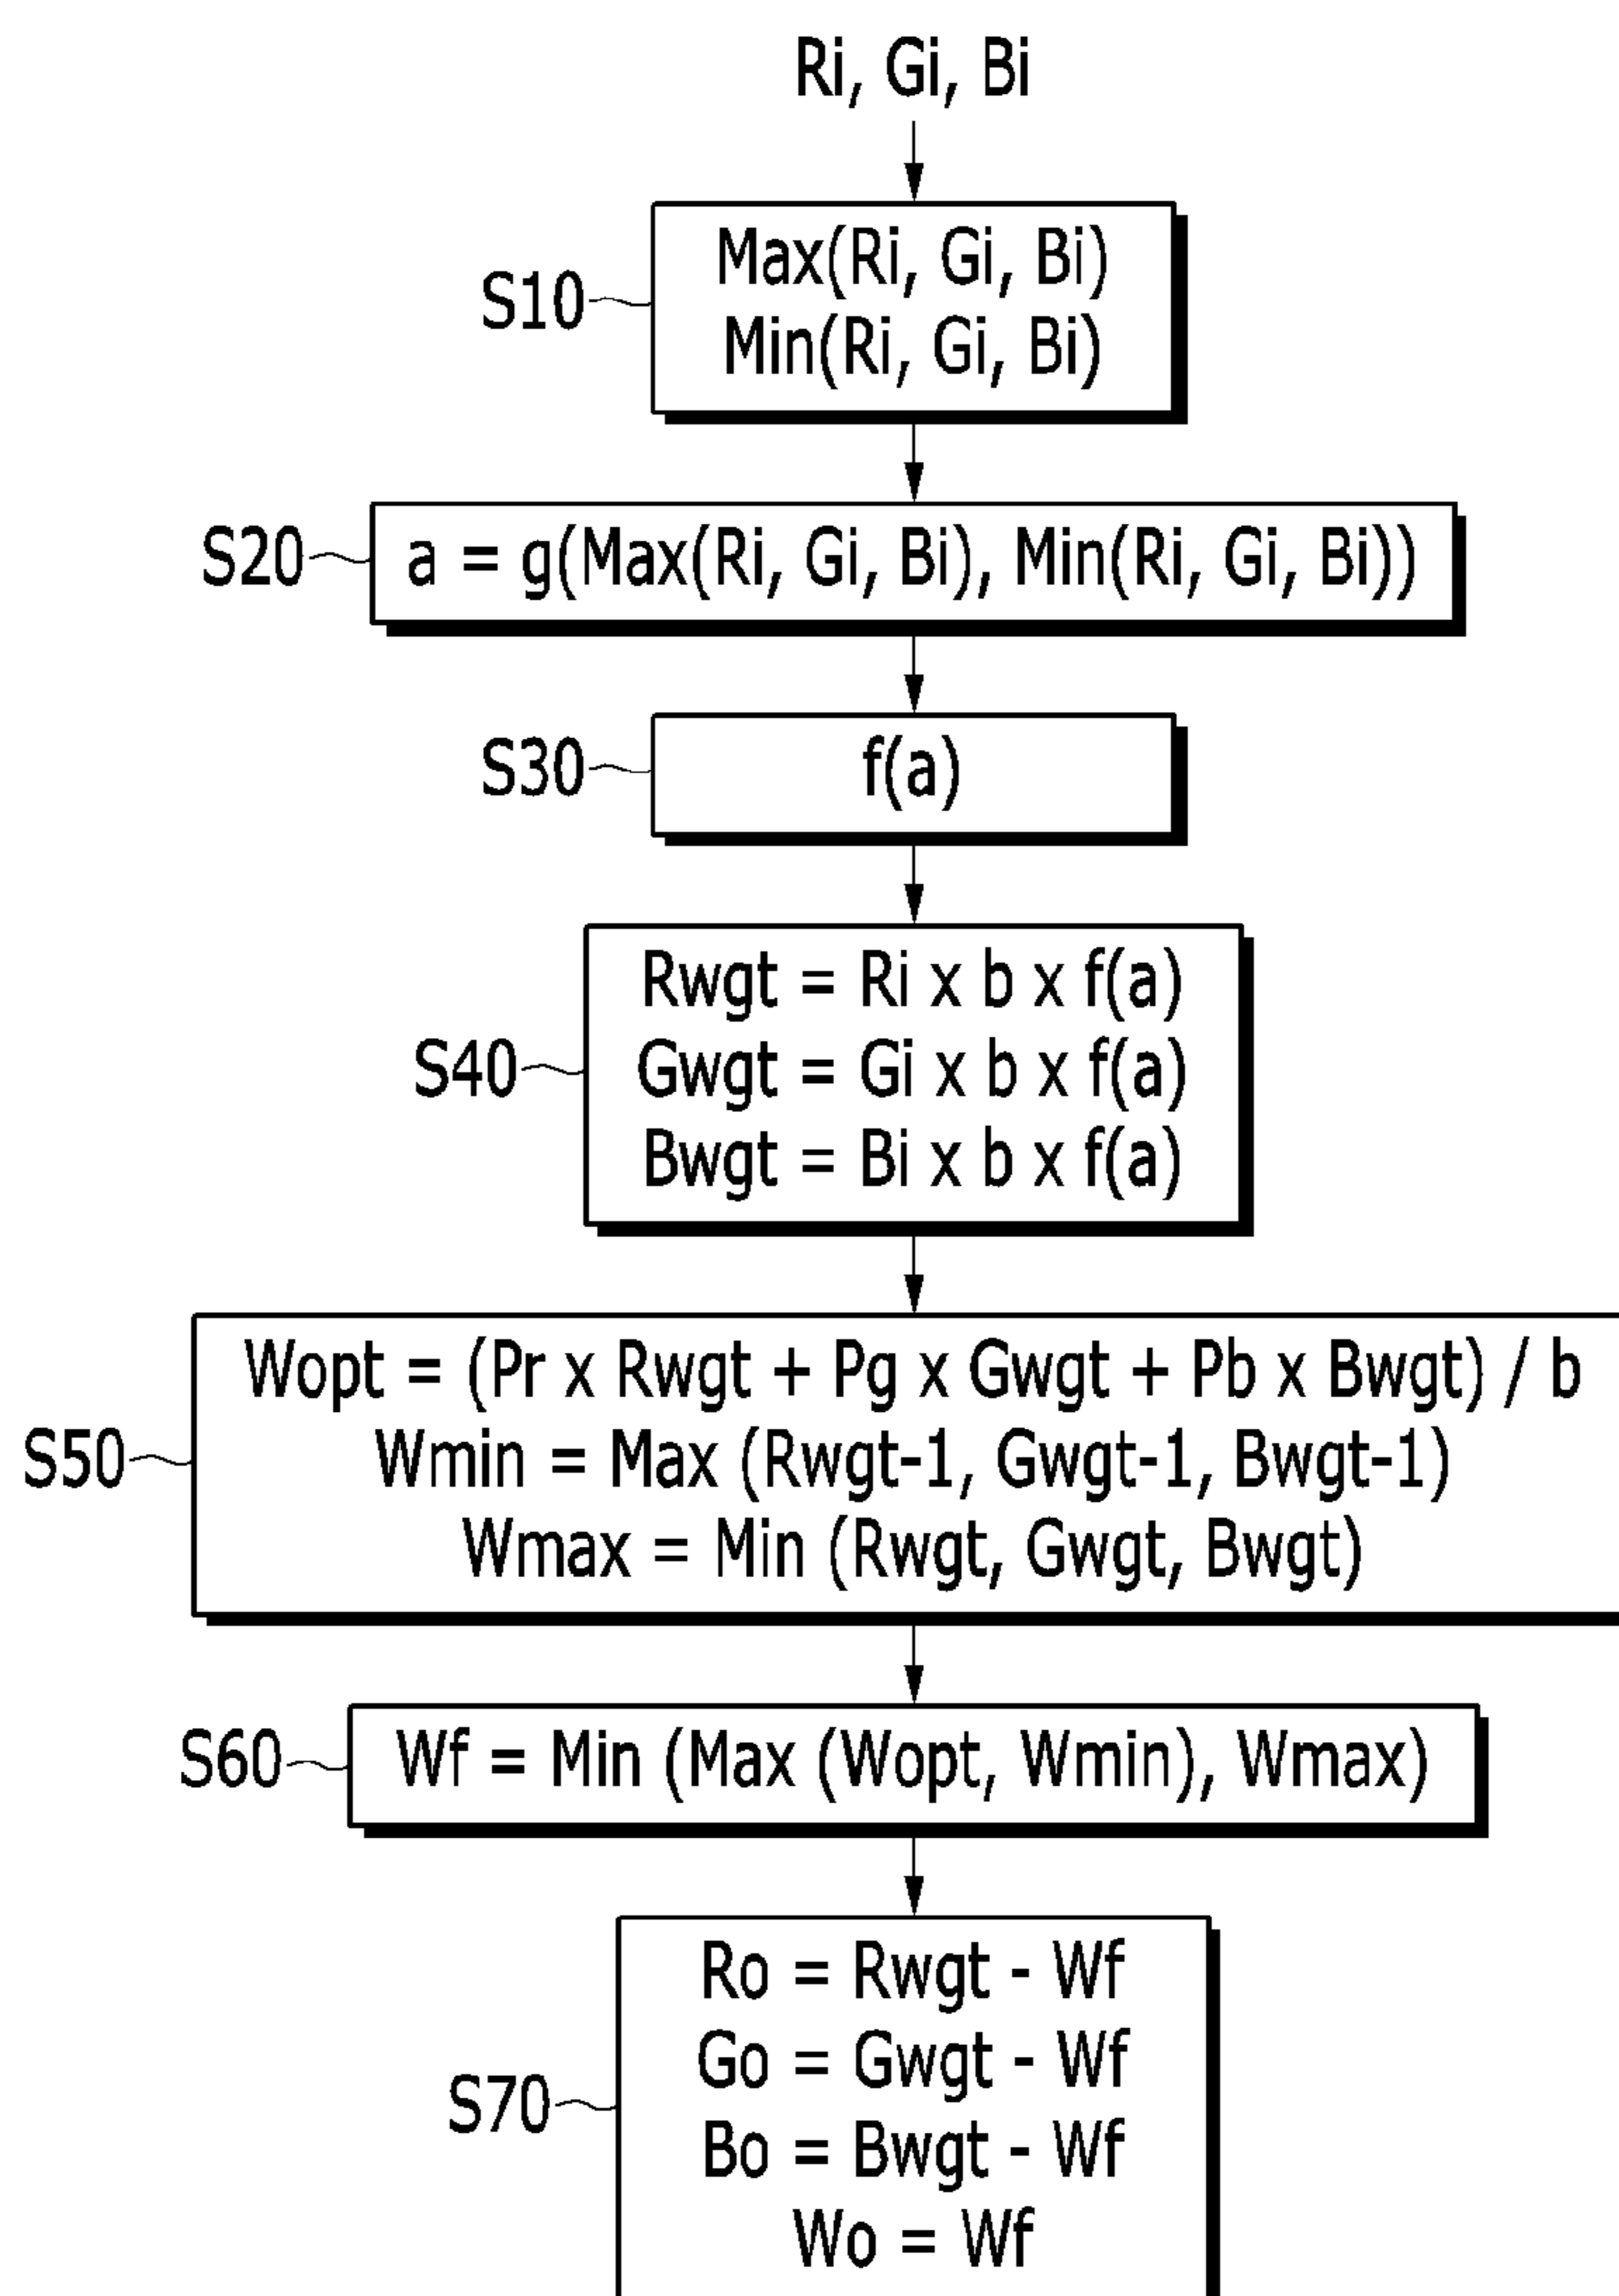 Ri, Gi, Bi
S10
Max(Ri, Gi, Bi)
Min(Ri, Gi, Bi)
S20
a = g(Max(Ri, Gi, Bi), Min(Ri, Gi, Bi))
S30
f(a)
S40
Rwgt = Ri x b x f(a)
Gwgt = Gi x b x f(a)
Bwgt = Bi x b x f(a)
S50
Wopt = (Pr x Rwgt + Pg x Gwgt + Pb x Bwgt) / b
Wmin = Max (Rwgt-1, Gwgt-1, Bwgt-1)
Wmax = Min (Rwgt, Gwgt, Bwgt)
S60
Wf = Min (Max (Wopt, Wmin), Wmax)
S70
Ro = Rwgt - Wf
Go = Gwgt - Wf
Bo = Bwgt - Wf
Wo = Wf